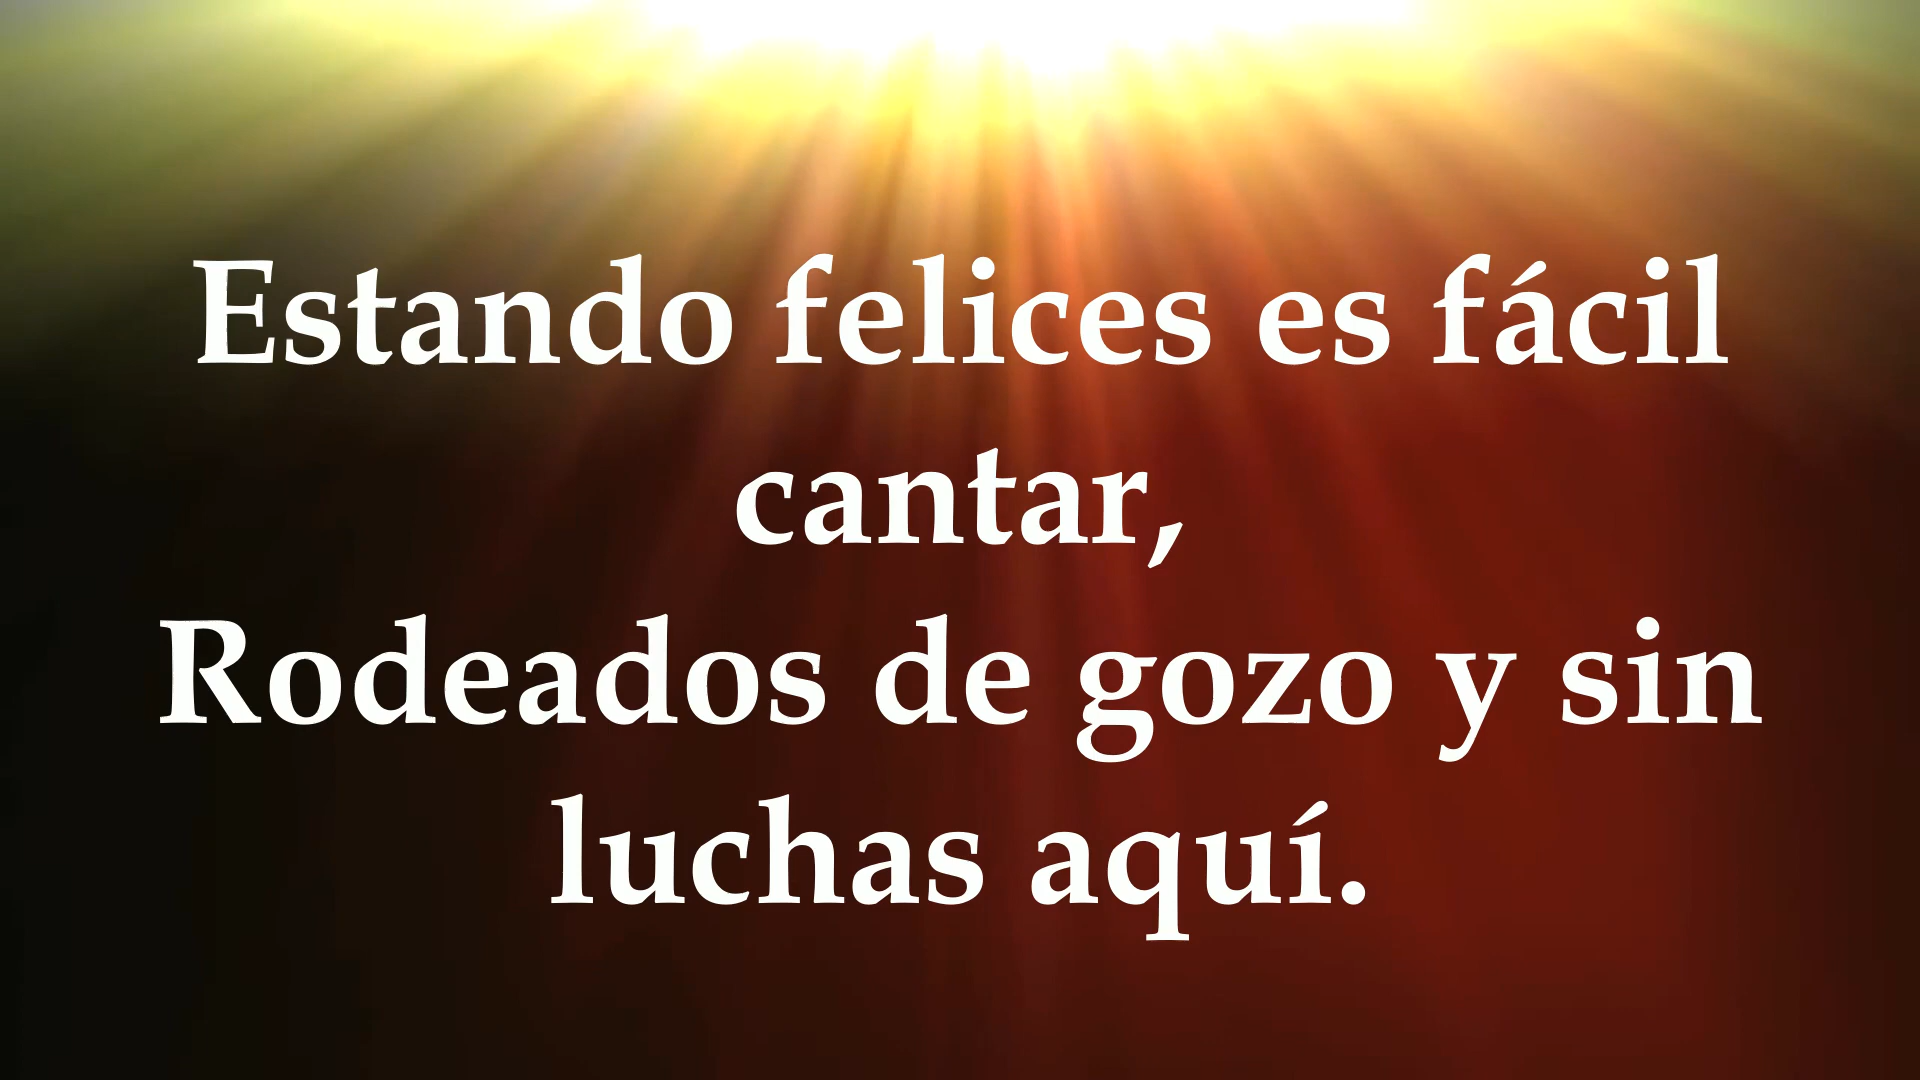 Estando felices es fácil
cantar,
Rodeados de gozo y sin
luchas aquí.